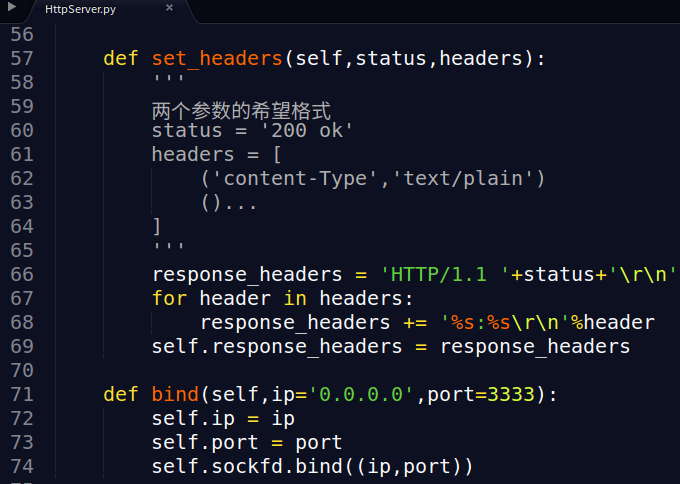 HttpServer.py ×
56
57 def set_headers(self,status,headers):
58 '''
59 两个参数的希望格式
60 status = '200 ok'
61 headers = [
62 ('content-Type','text/plain')
63 ()...
64 ]
65 '''
66 response_headers = 'HTTP/1.1 '+status+'\r\n'
67 for header in headers:
68 response_headers += '%s:%s\r\n'%header
69 self.response_headers = response_headers
70
71 def bind(self,ip='0.0.0.0',port=3333):
72 self.ip = ip
73 self.port = port
74 self.sockfd.bind((ip,port))